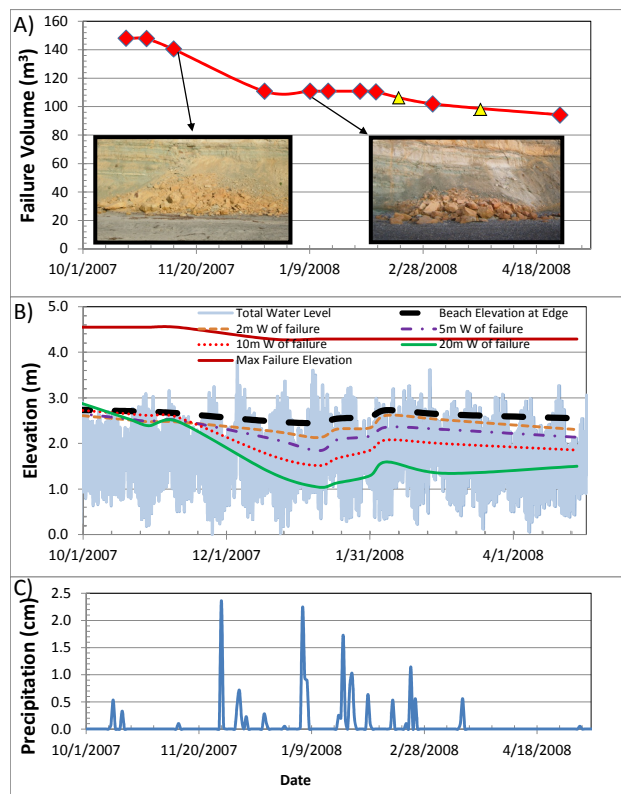 A)
Failure Volume (m³)
160
140
120
100
80
60
40
20
0
10/1/2007 11/20/2007 1/9/2008 2/28/2008 4/18/2008
B)
Elevation (m)
5.0
4.0
3.0
2.0
1.0
0.0
Total Water Level Beach Elevation at Edge
2m W of failure 5m W of failure
10m W of failure 20m W of failure
Max Failure Elevation
10/1/2007 12/1/2007 1/31/2008 4/1/2008
C)
Precipitation (cm)
2.5
2.0
1.5
1.0
0.5
0.0
10/1/2007 11/20/2007 1/9/2008 2/28/2008 4/18/2008
Date